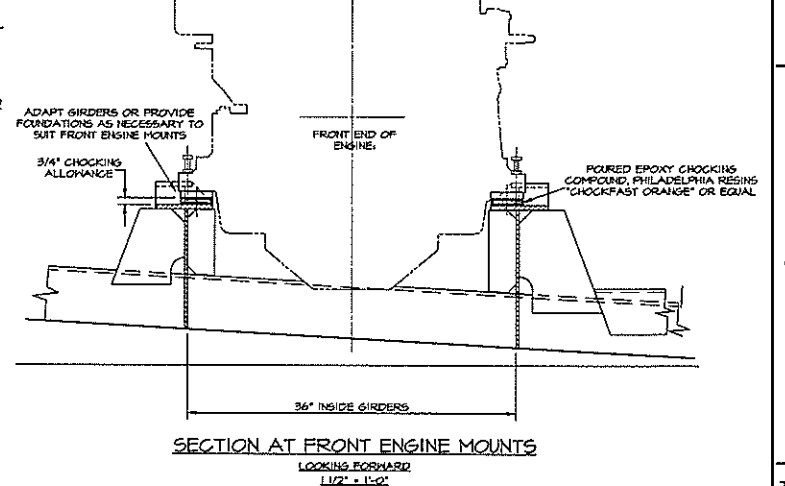 ADAPT GIRDERS OR PROVIDE
FOUNDATIONS AS NECESSARY TO
SUIT FRONT ENGINE MOUNTS
3/4" CHOCKING
ALLOWANCE
FRONT END OF
ENGINE:
POURED EPOXY CHOCKING
COMPOUND, PHILADELPHIA RESINS
"CHOCKFAST ORANGE" OR EQUAL
36" INSIDE GIRDERS
SECTION AT FRONT ENGINE MOUNTS
LOOKING FORWARD
1 1/2" = 1'-0"